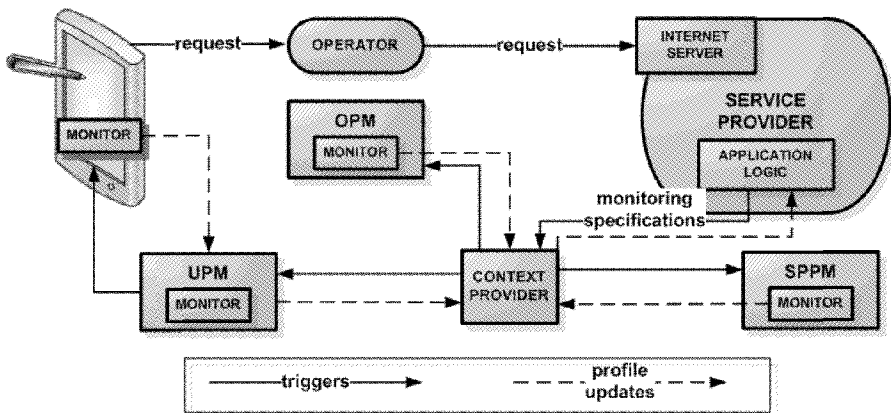 request
OPERATOR
request
INTERNET
SERVER
SERVICE
PROVIDER
OPM
MONITOR
MONITOR
APPLICATION
LOGIC
monitoring
specifications
UPM
MONITOR
CONTEXT
PROVIDER
SPPM
MONITOR
triggers
profile
updates